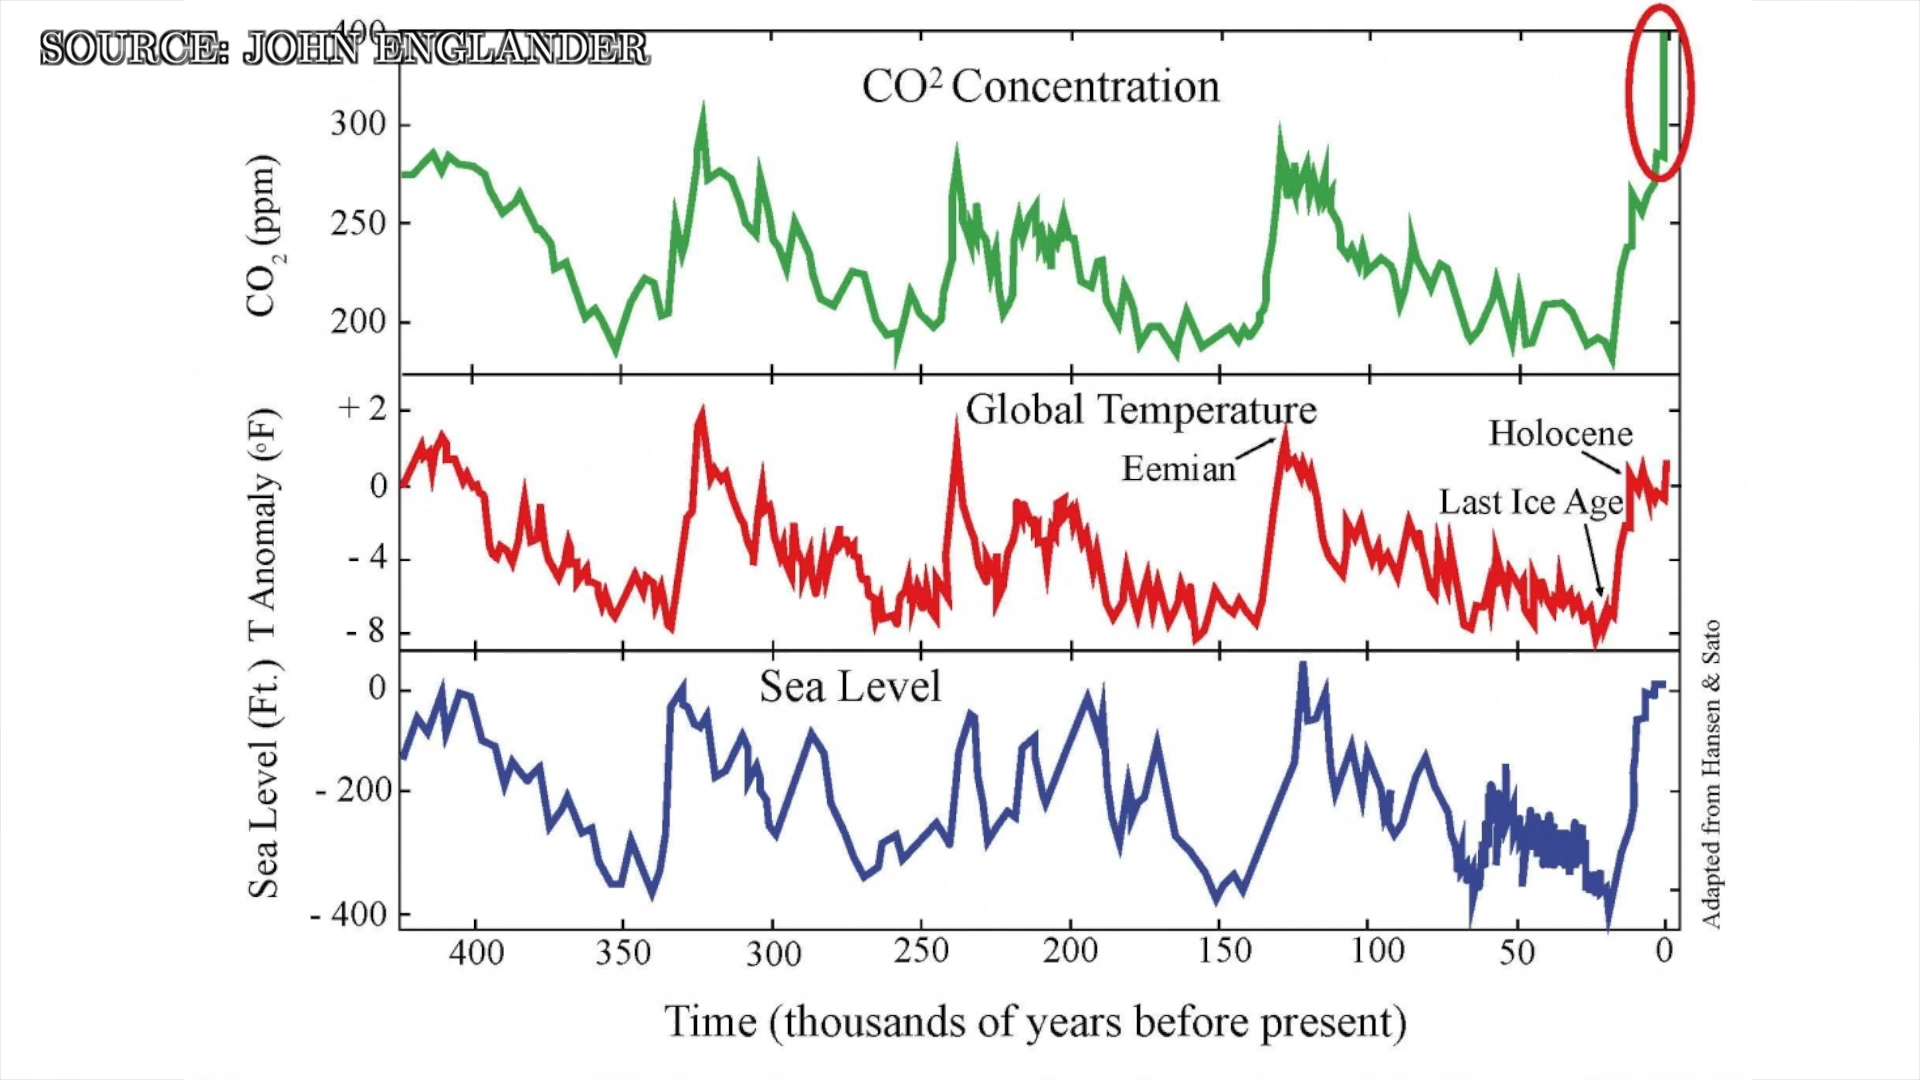 SOURCE: JOHN ENGLANDER
400
CO² Concentration
300
250
200
CO₂ (ppm)
+ 2
0
- 4
- 8
T Anomaly (°F)
Global Temperature
Eemian
Holocene
Last Ice Age
0
- 200
- 400
Sea Level (Ft.)
Sea Level
Adapted from Hansen & Sato
400 350 300 250 200 150 100 50 0
Time (thousands of years before present)